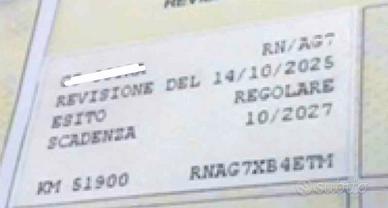 RN/AG7
REVISIONE DEL 14/10/2025
ESITO REGOLARE
SCADENZA 10/2027
KM 51900 RNAG7XB4ETM